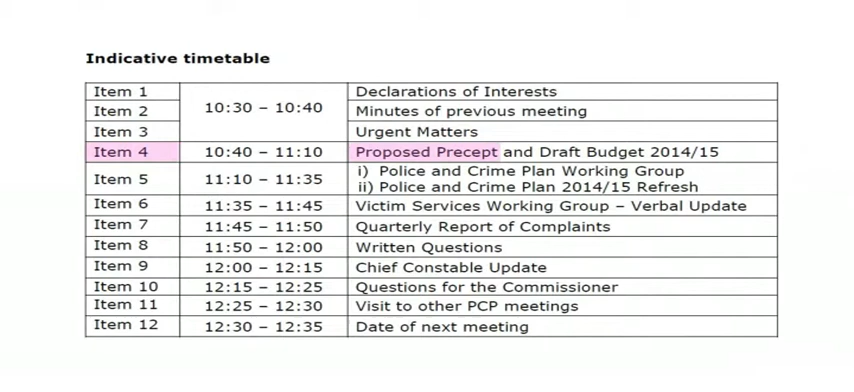 Indicative timetable
Item 1 10:30 – 10:40 Declarations of Interests
Item 2 Minutes of previous meeting
Item 3 Urgent Matters
Item 4 10:40 – 11:10 Proposed Precept and Draft Budget 2014/15
Item 5 11:10 – 11:35 i) Police and Crime Plan Working Group
ii) Police and Crime Plan 2014/15 Refresh
Item 6 11:35 – 11:45 Victim Services Working Group – Verbal Update
Item 7 11:45 – 11:50 Quarterly Report of Complaints
Item 8 11:50 – 12:00 Written Questions
Item 9 12:00 – 12:15 Chief Constable Update
Item 10 12:15 – 12:25 Questions for the Commissioner
Item 11 12:25 – 12:30 Visit to other PCP meetings
Item 12 12:30 – 12:35 Date of next meeting